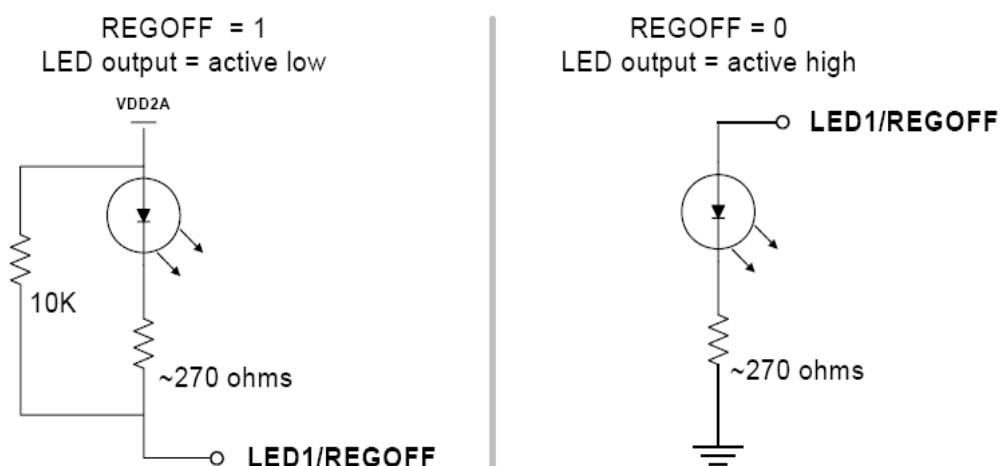 REGOFF = 1
LED output = active low
VDD2A
10K
~270 ohms
LED1/REGOFF
REGOFF = 0
LED output = active high
LED1/REGOFF
~270 ohms